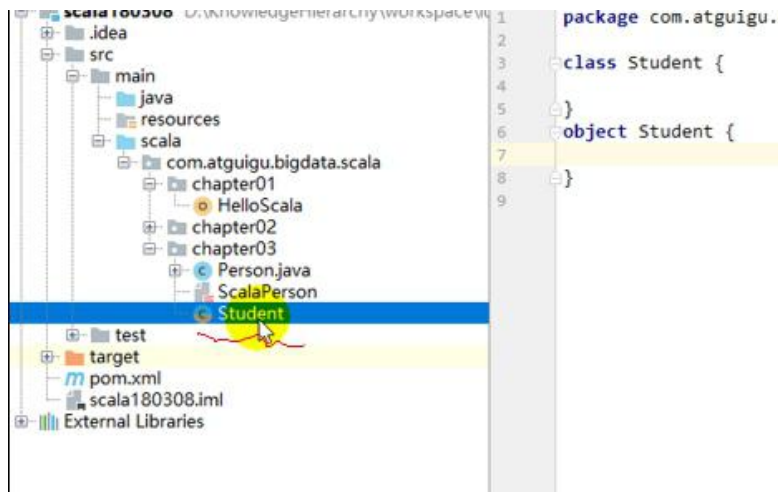 scala180308 D:\KnowledgeHierarchy\workspace\
.idea
src
main
java
resources
scala
com.atguigu.bigdata.scala
chapter01
HelloScala
chapter02
chapter03
Person.java
ScalaPerson
Student
test
target
pom.xml
scala180308.iml
External Libraries
1 package com.atguigu.
2
3 class Student {
4
5 }
6 object Student {
7
8 }
9